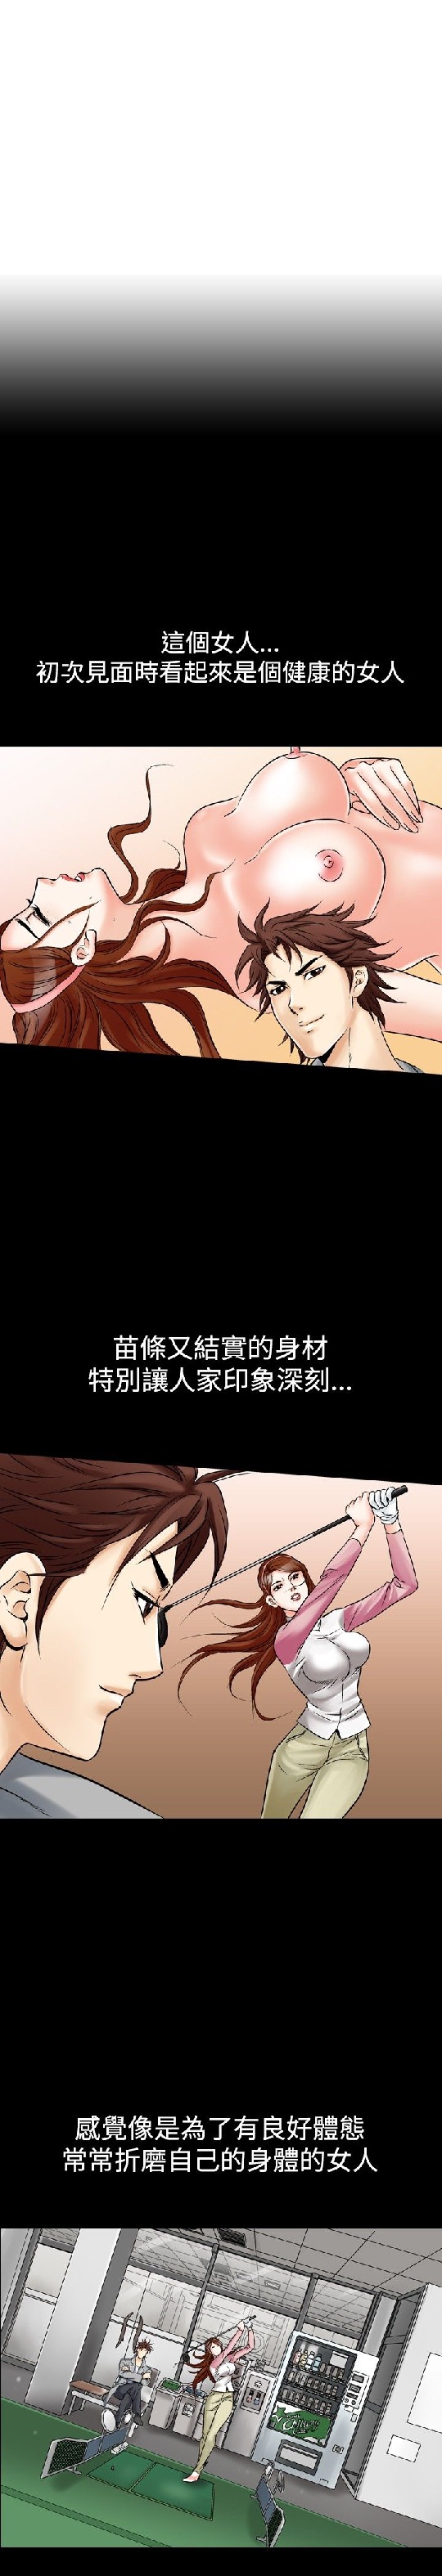 這個女人...
初次見面時看起來是個健康的女人
苗條又結實的身材
特別讓人家印象深刻...
感覺像是為了有良好體態
常常折磨自己的身體的女人